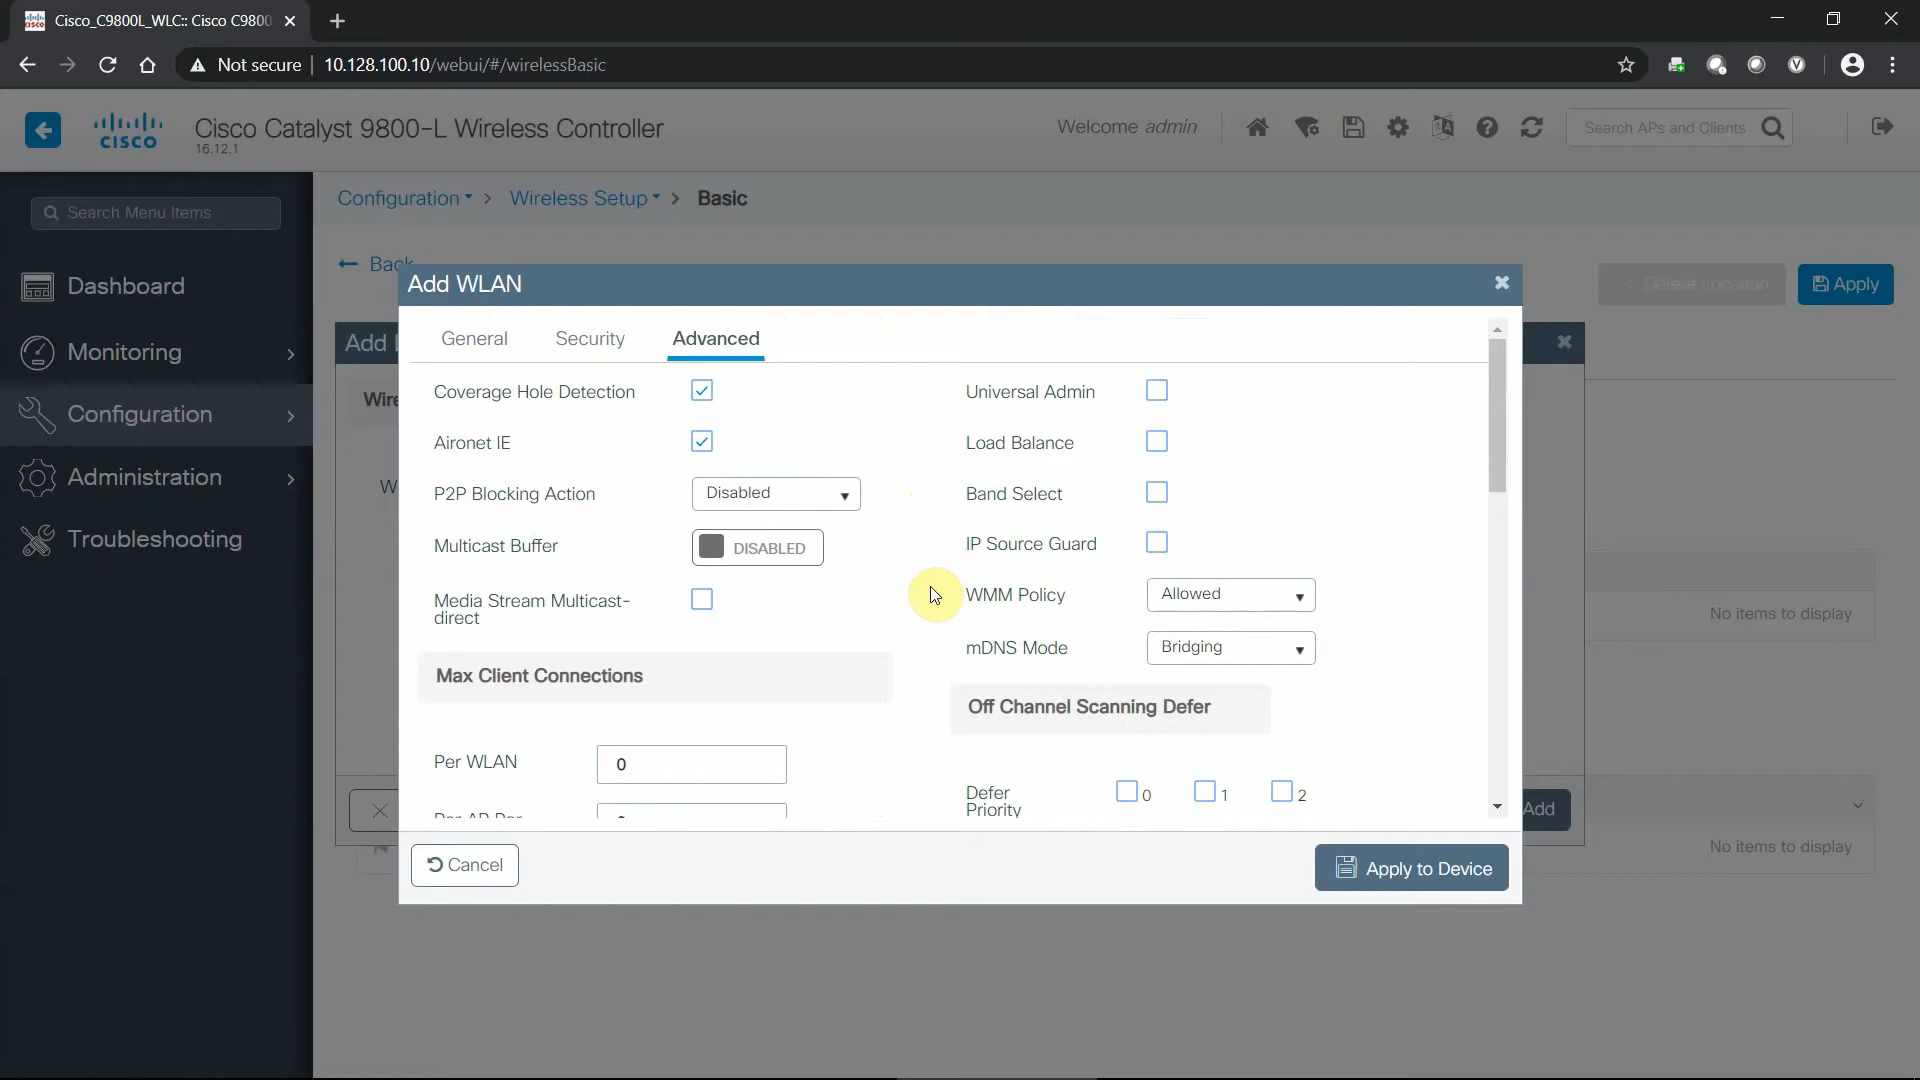 Cisco_C9800L_WLC:: Cisco C9800
Not secure 10.128.100.10/webui/#/wirelessBasic
CISCO
Cisco Catalyst 9800-L Wireless Controller
16.12.1
Welcome admin
Search APs and Clients
Search Menu Items
Dashboard
Monitoring
Configuration
Administration
Troubleshooting
Configuration > Wireless Setup > Basic
Back
Delete Location
Apply
Add
Wire
W
Add WLAN
General Security Advanced
Coverage Hole Detection
Aironet IE
P2P Blocking Action Disabled
Multicast Buffer DISABLED
Media Stream Multicast-
direct
Max Client Connections
Per WLAN 0
Universal Admin
Load Balance
Band Select
IP Source Guard
WMM Policy Allowed
mDNS Mode Bridging
Off Channel Scanning Defer
Defer
Priority
0 1 2
Cancel
Apply to Device
No items to display
Add
No items to display